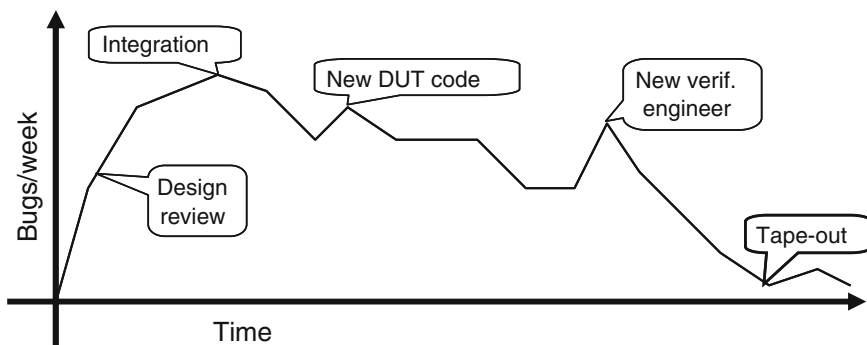 Integration
New DUT code
New verif.
engineer
Design
review
Tape-out
Bugs/week
Time